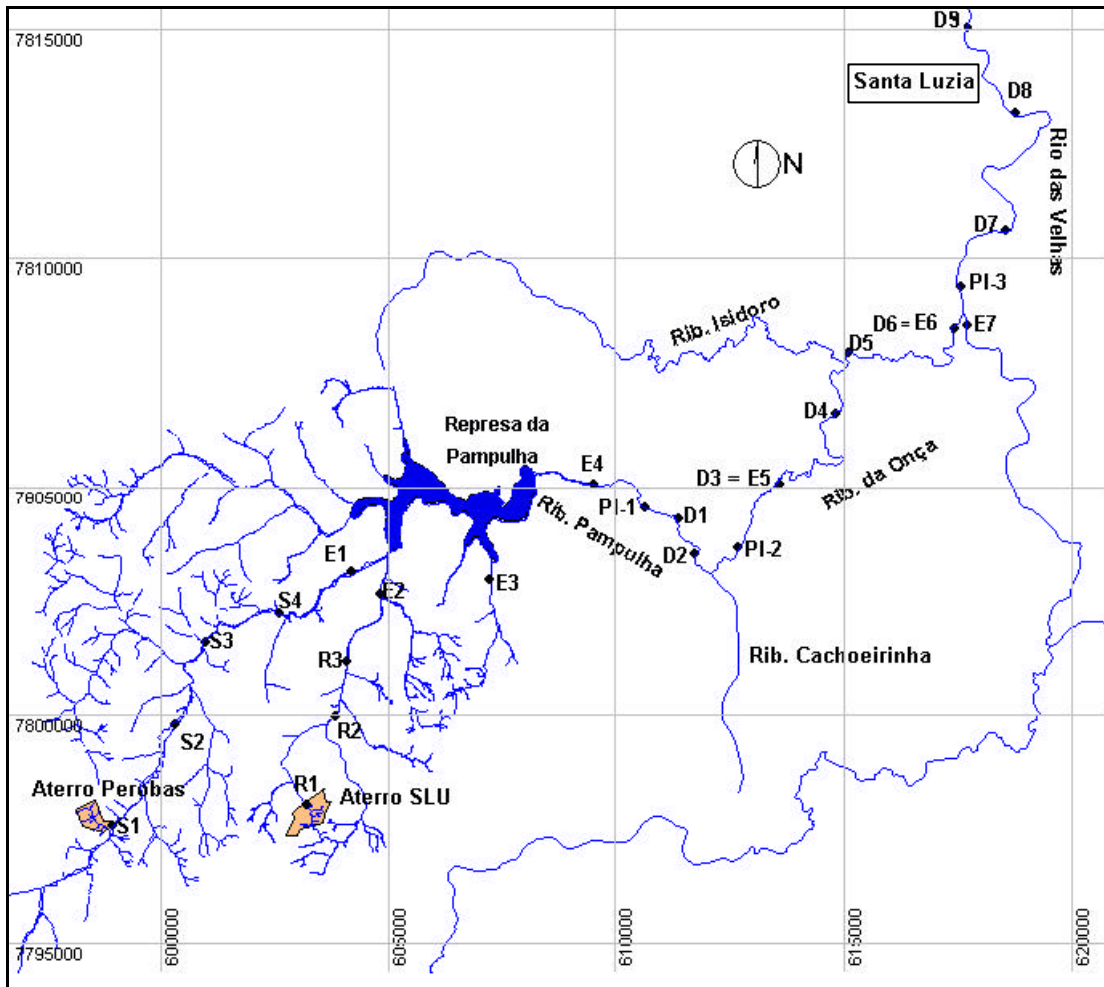 D9
7815000
Santa Luzia
D8
Rio das Velhas
N
D7
7810000
PI-3
Rib. Isidoro
D6 = E6
E7
D5
D4
Represa da
Pampulha
E4
Rib. da Onça
D3 = E5
7805000
PI-1
Rib. Pampulha
D1
D2
PI-2
E1
E2
E3
S4
S3
R3
Rib. Cachoeirinha
7800000
S2
R2
Aterro Perobas
R1
Aterro SLU
S1
7795000
600000
605000
610000
615000
620000